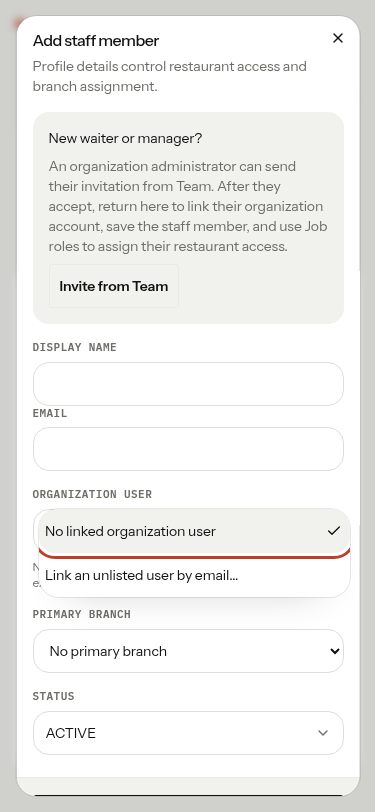 Add staff member
Profile details control restaurant access and
branch assignment.
New waiter or manager?
An organization administrator can send
their invitation from Team. After they
accept, return here to link their organization
account, save the staff member, and use Job
roles to assign their restaurant access.
Invite from Team
DISPLAY NAME
EMAIL
ORGANIZATION USER
No linked organization user
Link an unlisted user by email...
PRIMARY BRANCH
No primary branch
STATUS
ACTIVE